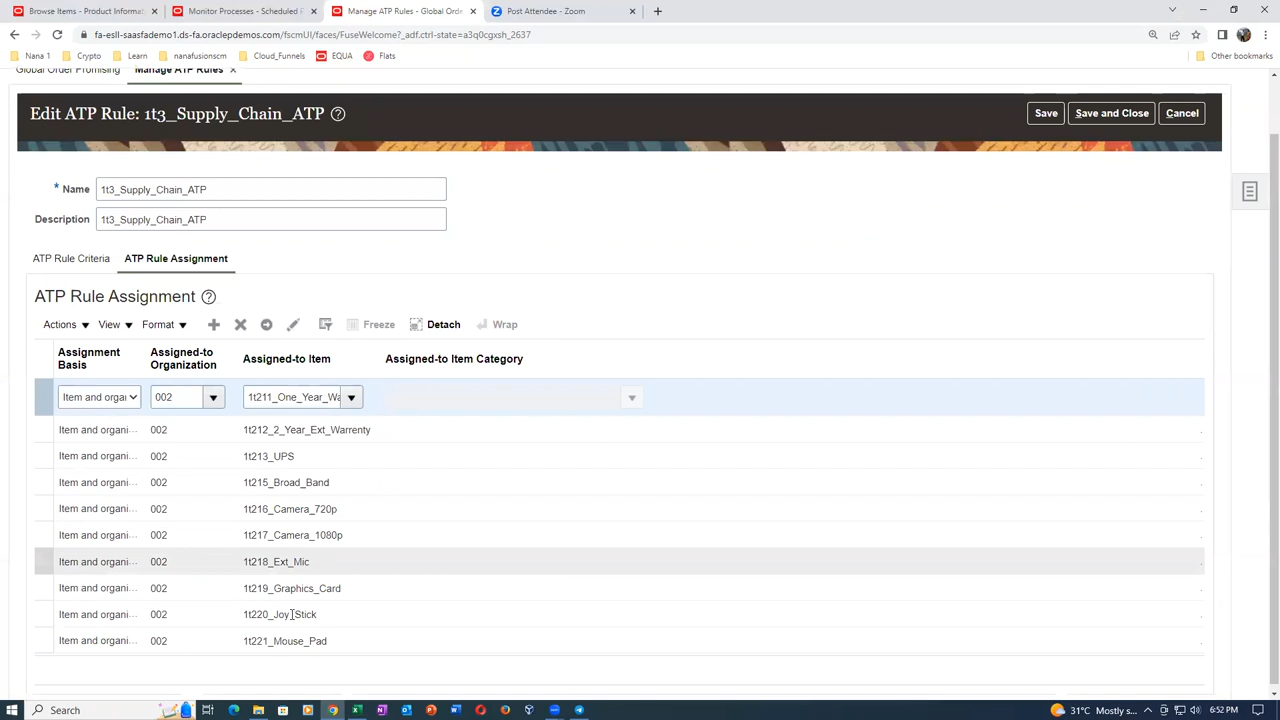 Browse Items - Product Informa
Monitor Processes - Scheduled P
Manage ATP Rules - Global Orde
Post Attendee - Zoom
fa-esll-saasfademo1.ds-fa.oraclepdemos.com/fscmUI/faces/FuseWelcome?_adf.ctrl-state=a3q0cgxsh_2637
Nana 1
Crypto
Learn
nanafusionscm
Cloud_Funnels
EQUA
Flats
Other bookmarks
Global Order Promising
Manage ATP Rules
Edit ATP Rule: 1t3_Supply_Chain_ATP
Save
Save and Close
Cancel
* Name 1t3_Supply_Chain_ATP
Description 1t3_Supply_Chain_ATP
ATP Rule Criteria
ATP Rule Assignment
ATP Rule Assignment
Actions
View
Format
Freeze
Detach
Wrap
Assignment Basis
Assigned-to Organization
Assigned-to Item
Assigned-to Item Category
Item and orga 002 1t211_One_Year_Wa
Item and organi... 002 1t212_2_Year_Ext_Warrenty
Item and organi... 002 1t213_UPS
Item and organi... 002 1t215_Broad_Band
Item and organi... 002 1t216_Camera_720p
Item and organi... 002 1t217_Camera_1080p
Item and organi... 002 1t218_Ext_Mic
Item and organi... 002 1t219_Graphics_Card
Item and organi... 002 1t220_Joy_Stick
Item and organi... 002 1t221_Mouse_Pad
Search
31°C Mostly s...
ENG
6:52 PM